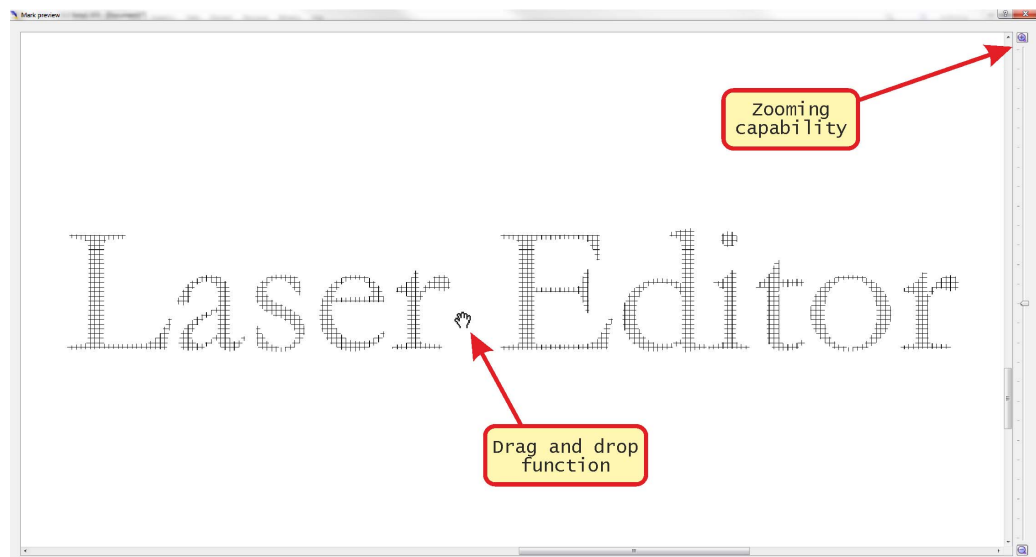 Mark preview
Zooming
capability
Laser Editor
Drag and drop
function